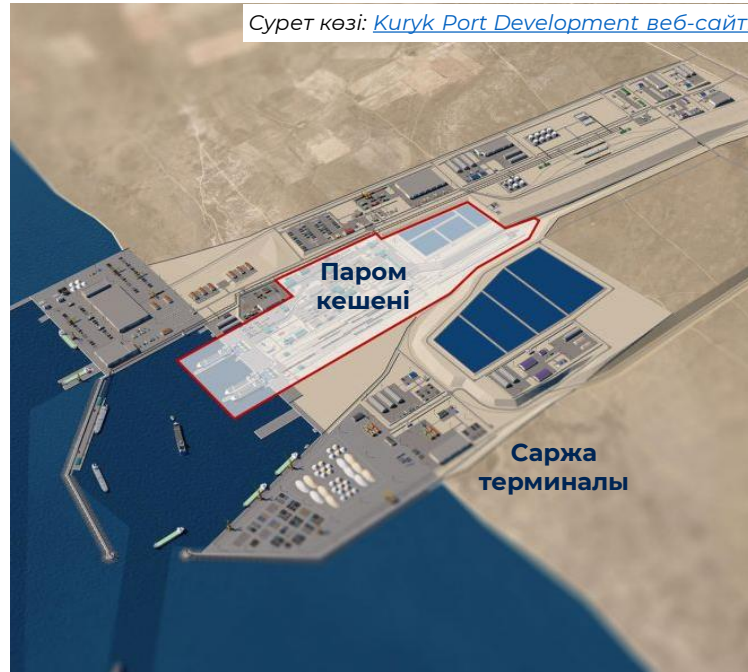 Сурет көзі: Kuryk Port Development веб-сайт
Паром
кешені
Саржа
терминалы